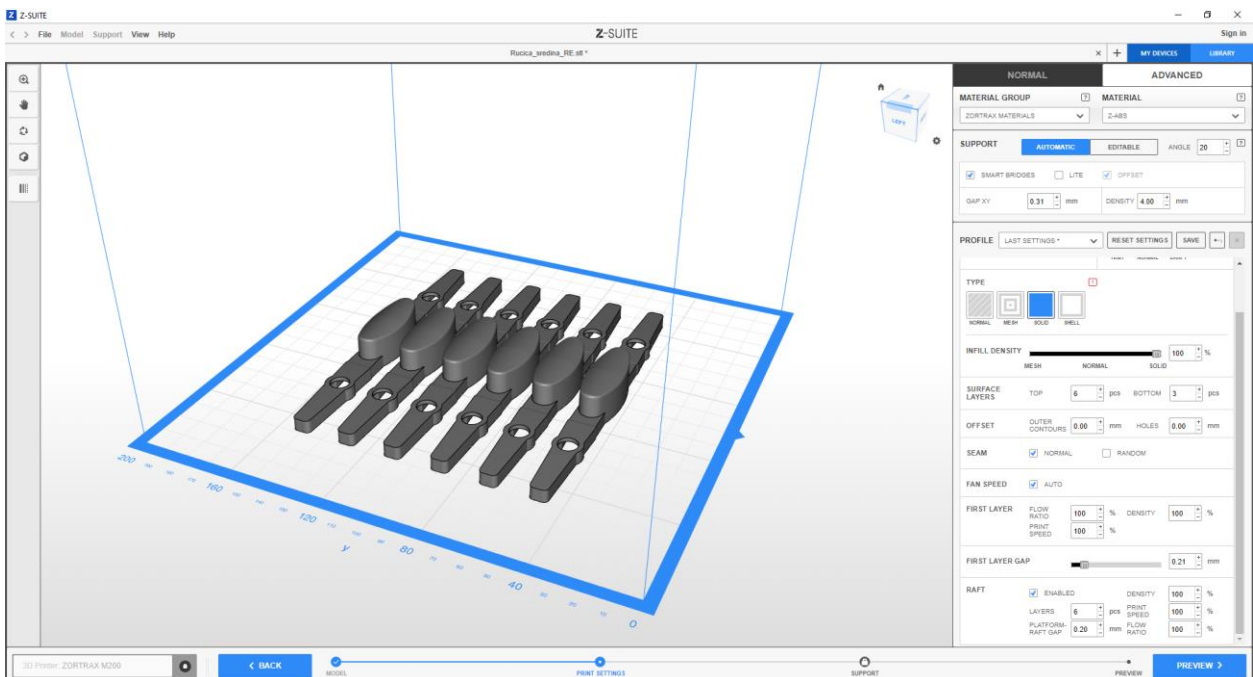 Z Z-SUITE
< > File Model Support View Help
Z-SUITE
Sign in
Rucica_sredina_RE.stl *
× +
MY DEVICES LIBRARY
NORMAL ADVANCED
MATERIAL GROUP ? MATERIAL ?
ZORTRAX MATERIALS Z-ABS
SUPPORT AUTOMATIC EDITABLE ANGLE 20 ?
SMART BRIDGES LITE OFFSET
GAP XY 0.31 mm DENSITY 4.00 mm
PROFILE LAST SETTINGS * RESET SETTINGS SAVE
TYPE
NORMAL MESH SOLID SHELL
INFILL DENSITY 100 %
MESH NORMAL SOLID
SURFACE LAYERS TOP 6 pcs BOTTOM 3 pcs
OFFSET OUTER CONTOURS 0.00 mm HOLES 0.00 mm
SEAM NORMAL RANDOM
FAN SPEED AUTO
FIRST LAYER FLOW RATIO 100 % DENSITY 100 %
PRINT SPEED 100 %
FIRST LAYER GAP 0.21 mm
RAFT ENABLED DENSITY 100 %
LAYERS 6 pcs PRINT SPEED 100 %
PLATFORM-RAFT GAP 0.20 mm FLOW RATIO 100 %
LEFT
200 160 120 80 40 0
y
3D Printer: ZORTRAX M200
< BACK
MODEL PRINT SETTINGS SUPPORT PREVIEW
PREVIEW >